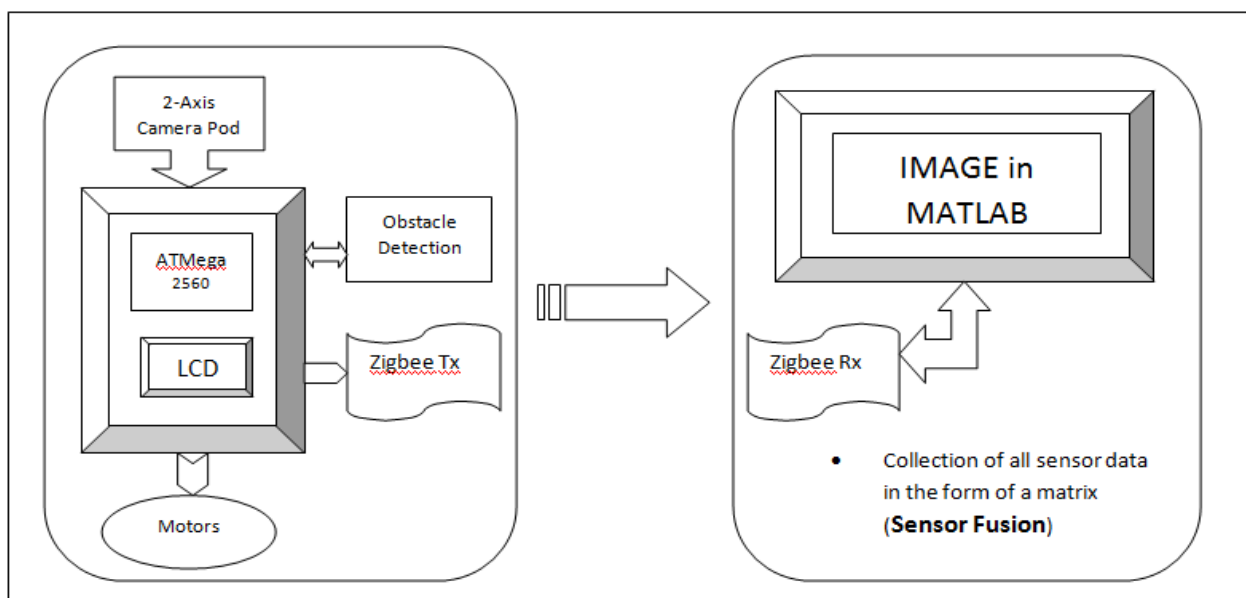 2-Axis
Camera Pod
ATMega
2560
LCD
Obstacle
Detection
Zigbee Tx
Motors
IMAGE in
MATLAB
Zigbee Rx
• Collection of all sensor data
in the form of a matrix
(Sensor Fusion)